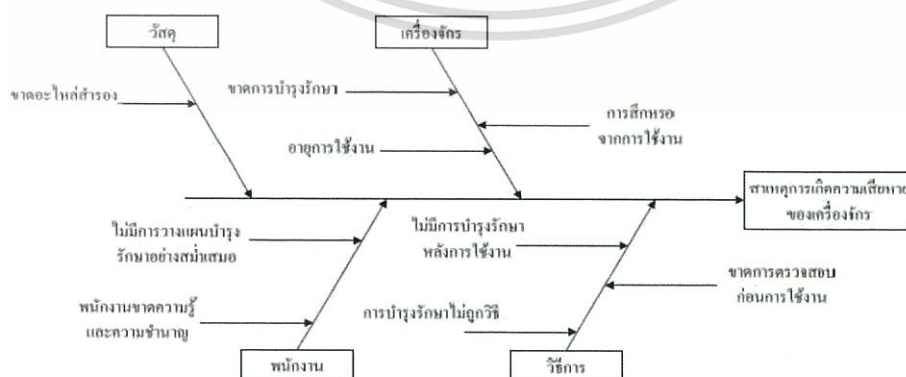 วัสดุ
เครื่องจักร
ขาดอะไหล่สำรอง
ขาดการบำรุงรักษา
การสึกหรอ
จากการใช้งาน
อายุการใช้งาน
สาเหตุการเกิดความเสียหาย
ของเครื่องจักร
ไม่มีการวางแผนบำรุง
รักษาอย่างสม่ำเสมอ
ไม่มีการบำรุงรักษา
หลังการใช้งาน
ขาดการตรวจสอบ
ก่อนการใช้งาน
พนักงานขาดความรู้
และความชำนาญ
การบำรุงรักษาไม่ถูกวิธี
พนักงาน
วิธีการ